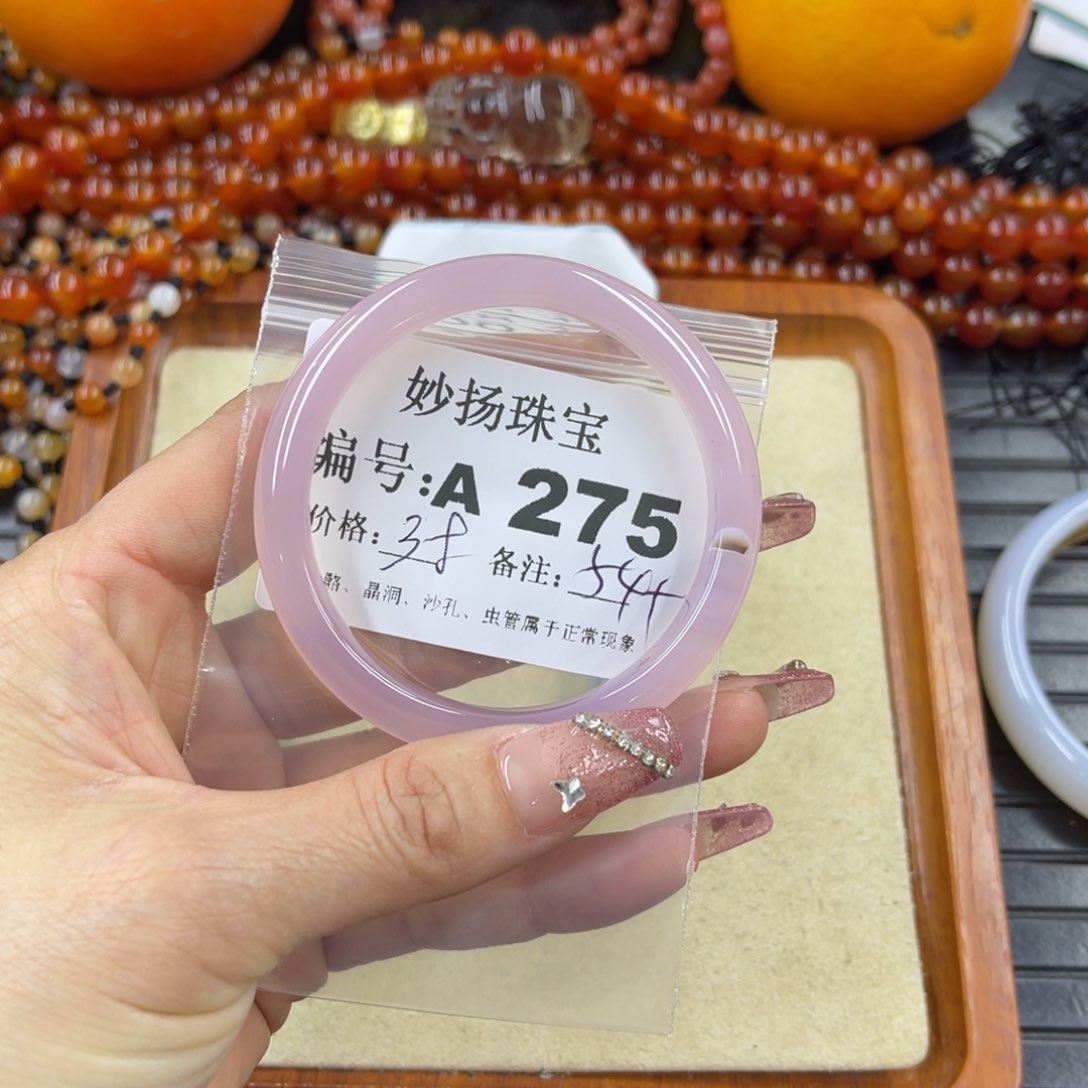 妙扬珠宝
编号:A 275
价格: 38 备注: 544
晶洞、沙孔、虫管属于正常现象